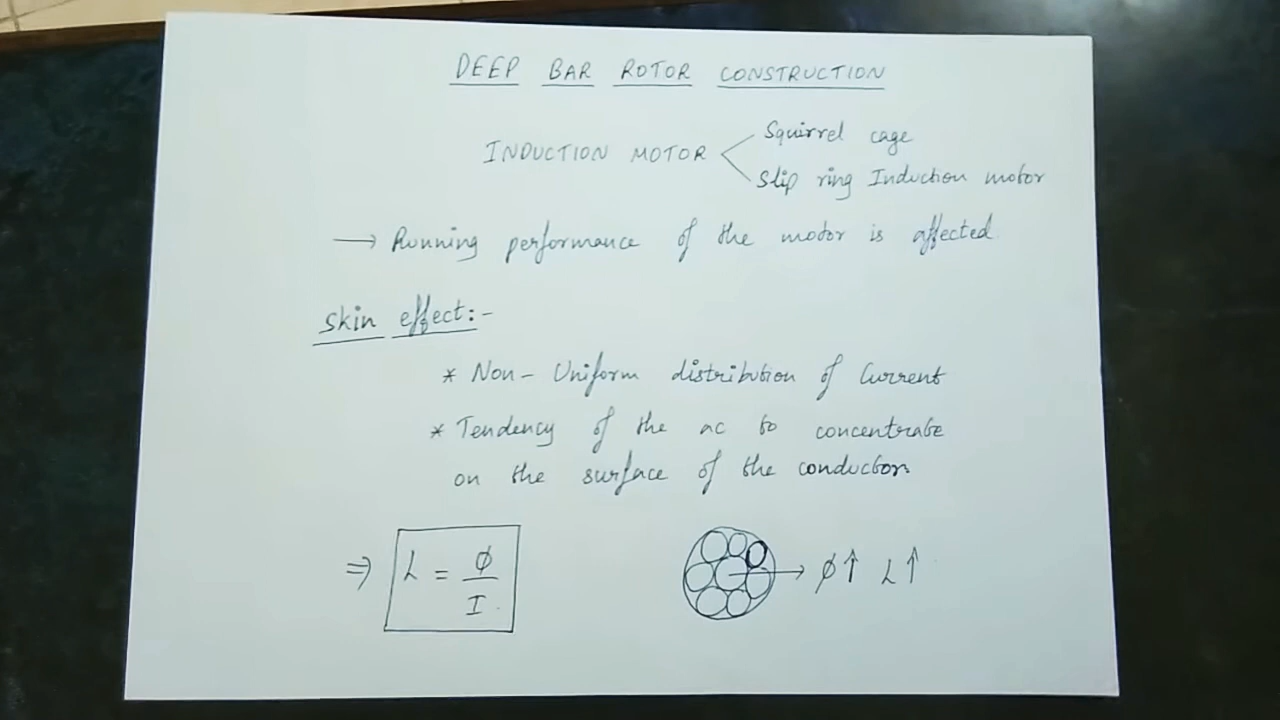 DEEP BAR ROTOR CONSTRUCTION
INDUCTION MOTOR
Squirrel cage
Slip ring Induction motor
→ Running performance of the motor is affected
Skin effect:-
* Non-Uniform distribution of Current
* Tendency of the ac to concentrate
on the surface of the conductor
⇒ L = φ/I
φ↑ L↑